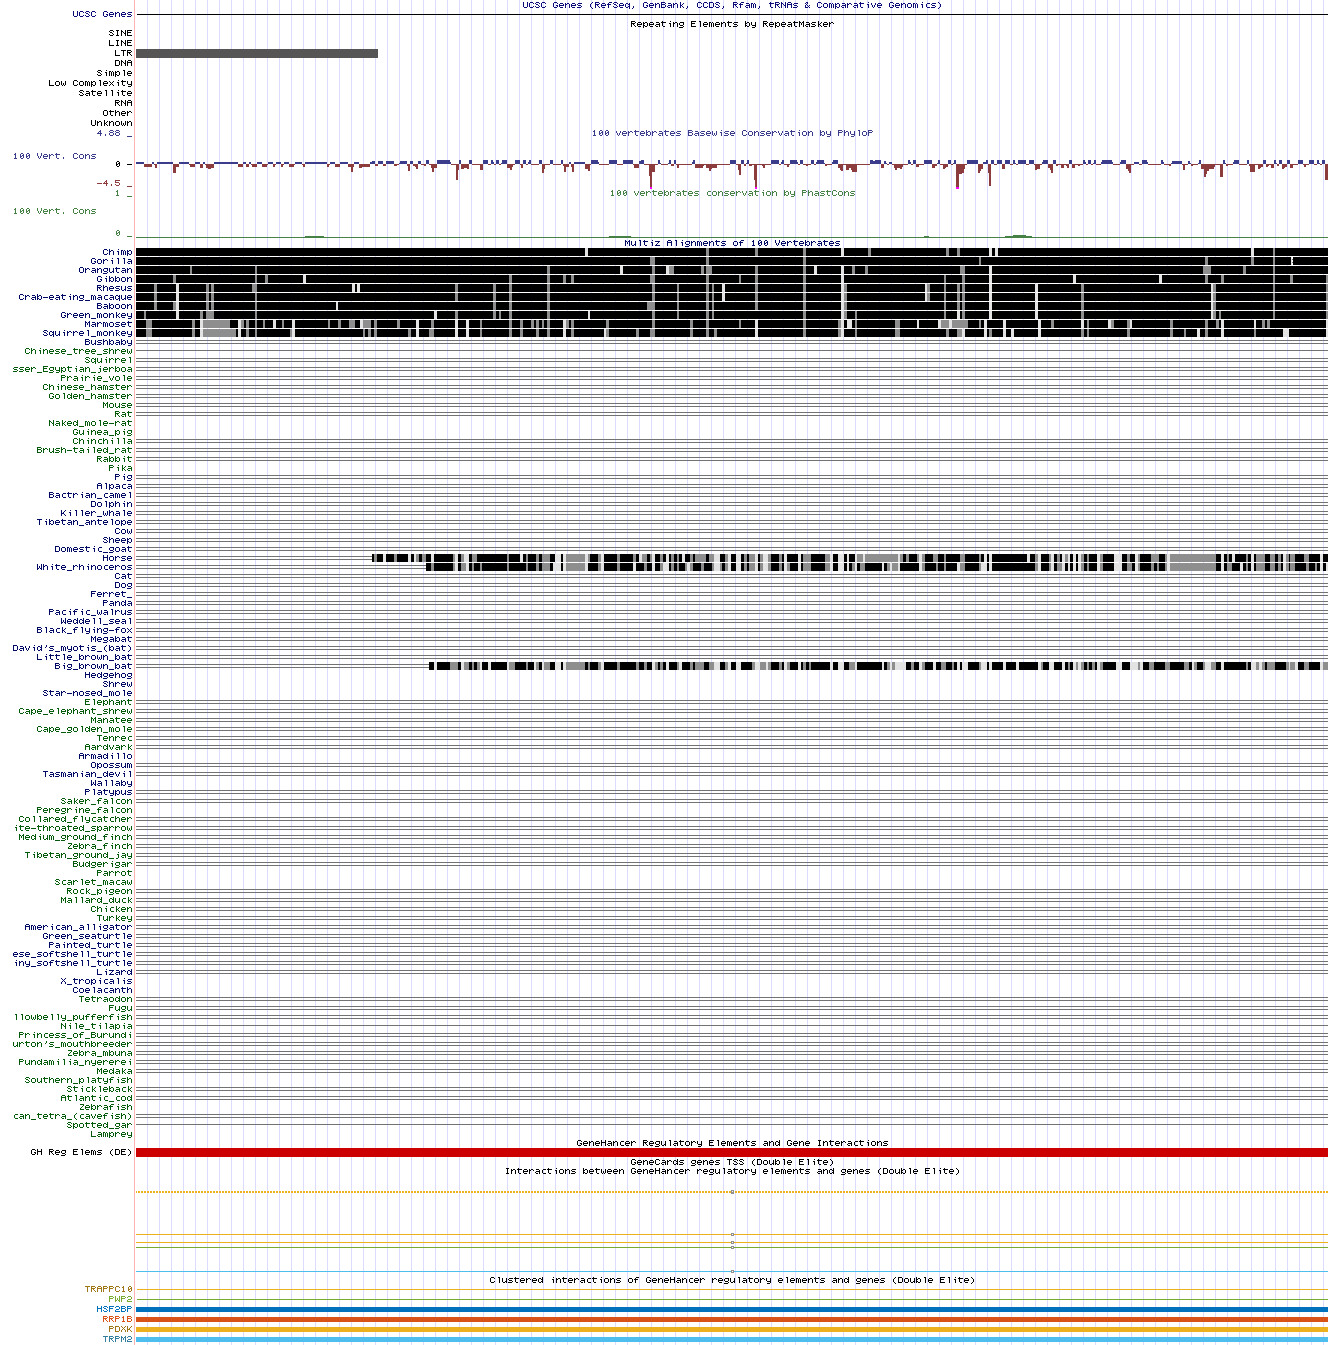 UCSC Genes (RefSeq, GenBank, CCDS, Rfam, tRNAs & Comparative Genomics)
UCSC Genes
Repeating Elements by RepeatMasker
SINE
LINE
LTR
DNA
Simple
Low Complexity
Satellite
RNA
Other
Unknown
4.88 _
100 vertebrates Basewise Conservation by PhyloP
100 Vert. Cons
0 -
-4.5 _
1 _
100 vertebrates conservation by PhastCons
100 Vert. Cons
0 _
Multiz Alignments of 100 Vertebrates
Chimp
Gorilla
Orangutan
Gibbon
Rhesus
Crab-eating_macaque
Baboon
Green_monkey
Marmoset
Squirrel_monkey
Bushbaby
Chinese_tree_shrew
Squirrel
sser_Egyptian_jerboa
Prairie_vole
Chinese_hamster
Golden_hamster
Mouse
Rat
Naked_mole-rat
Guinea_pig
Chinchilla
Brush-tailed_rat
Rabbit
Pika
Pig
Alpaca
Bactrian_camel
Dolphin
Killer_whale
Tibetan_antelope
Cow
Sheep
Domestic_goat
Horse
White_rhinoceros
Cat
Dog
Ferret_
Panda
Pacific_walrus
Weddell_seal
Black_flying-fox
Megabat
David's_myotis_(bat)
Little_brown_bat
Big_brown_bat
Hedgehog
Shrew
Star-nosed_mole
Elephant
Cape_elephant_shrew
Manatee
Cape_golden_mole
Tenrec
Aardvark
Armadillo
Opossum
Tasmanian_devil
Wallaby
Platypus
Saker_falcon
Peregrine_falcon
Collared_flycatcher
ite-throated_sparrow
Medium_ground_finch
Zebra_finch
Tibetan_ground_jay
Budgerigar
Parrot
Scarlet_macaw
Rock_pigeon
Mallard_duck
Chicken
Turkey
American_alligator
Green_seaturtle
Painted_turtle
ese_softshell_turtle
iny_softshell_turtle
Lizard
X_tropicalis
Coelacanth
Tetraodon
Fugu
llowbelly_pufferfish
Nile_tilapia
Princess_of_Burundi
urton's_mouthbreeder
Zebra_mbuna
Pundamilia_nyererei
Medaka
Southern_platyfish
Stickleback
Atlantic_cod
Zebrafish
can_tetra_(cavefish)
Spotted_gar
Lamprey
GeneHancer Regulatory Elements and Gene Interactions
GH Reg Elems (DE)
GeneCards genes TSS (Double Elite)
Interactions between GeneHancer regulatory elements and genes (Double Elite)
Clustered interactions of GeneHancer regulatory elements and genes (Double Elite)
TRAPPC10
PWP2
HSF2BP
RRP1B
PDXK
TRPM2